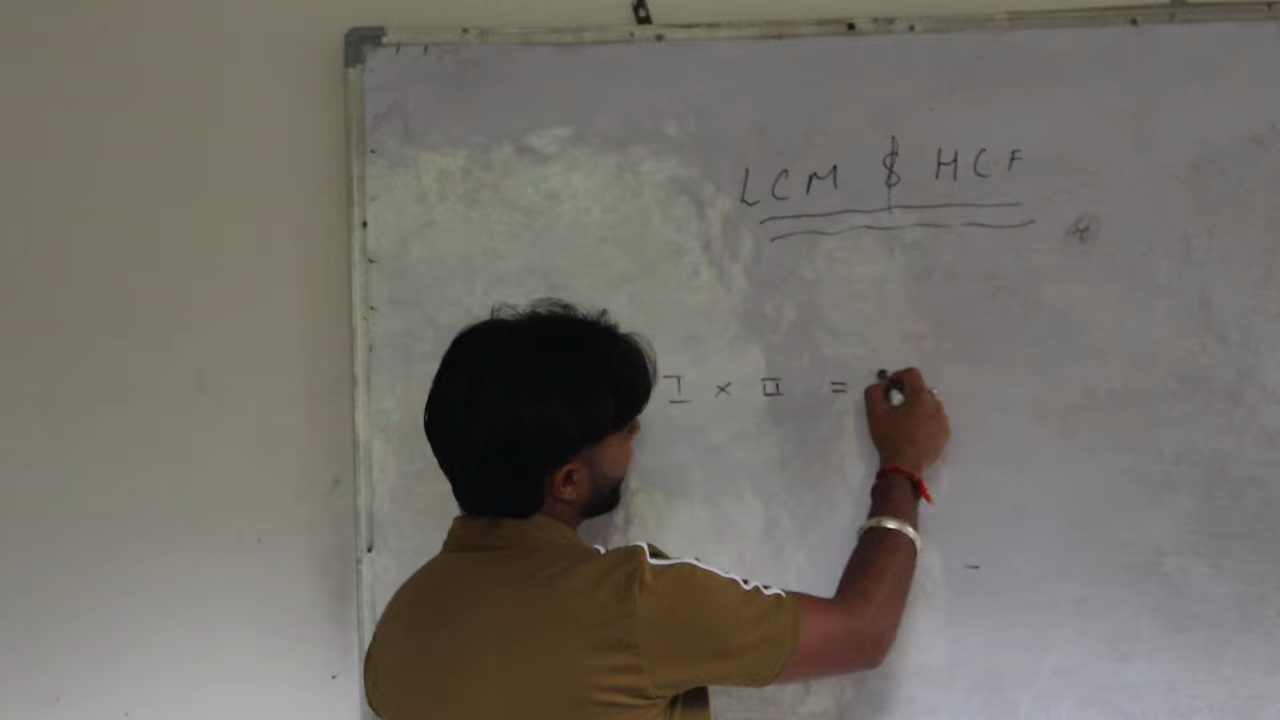 LCM & HCF
I × II =